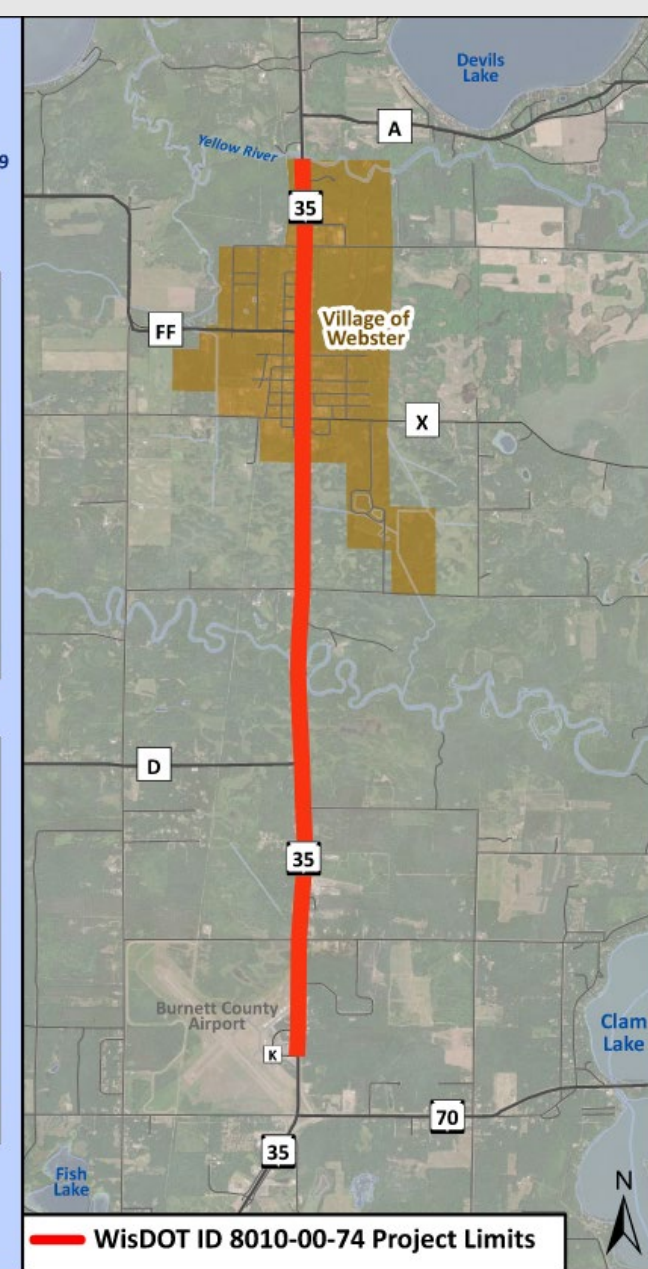 Devils
Lake
A
9
Yellow River
35
Village of
Webster
FF
X
D
35
Burnett County
Airport
K
Clam
Lake
70
35
Fish
Lake
N
WisDOT ID 8010-00-74 Project Limits